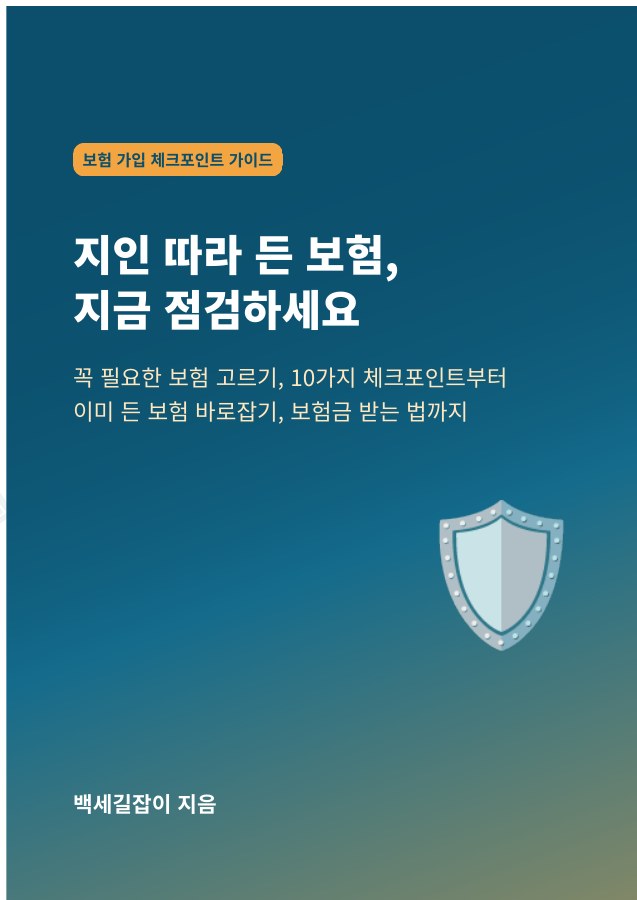 보험 가입 체크포인트 가이드
지인 따라 든 보험,
지금 점검하세요
꼭 필요한 보험 고르기, 10가지 체크포인트부터
이미 든 보험 바로잡기, 보험금 받는 법까지
백세길잡이 지음